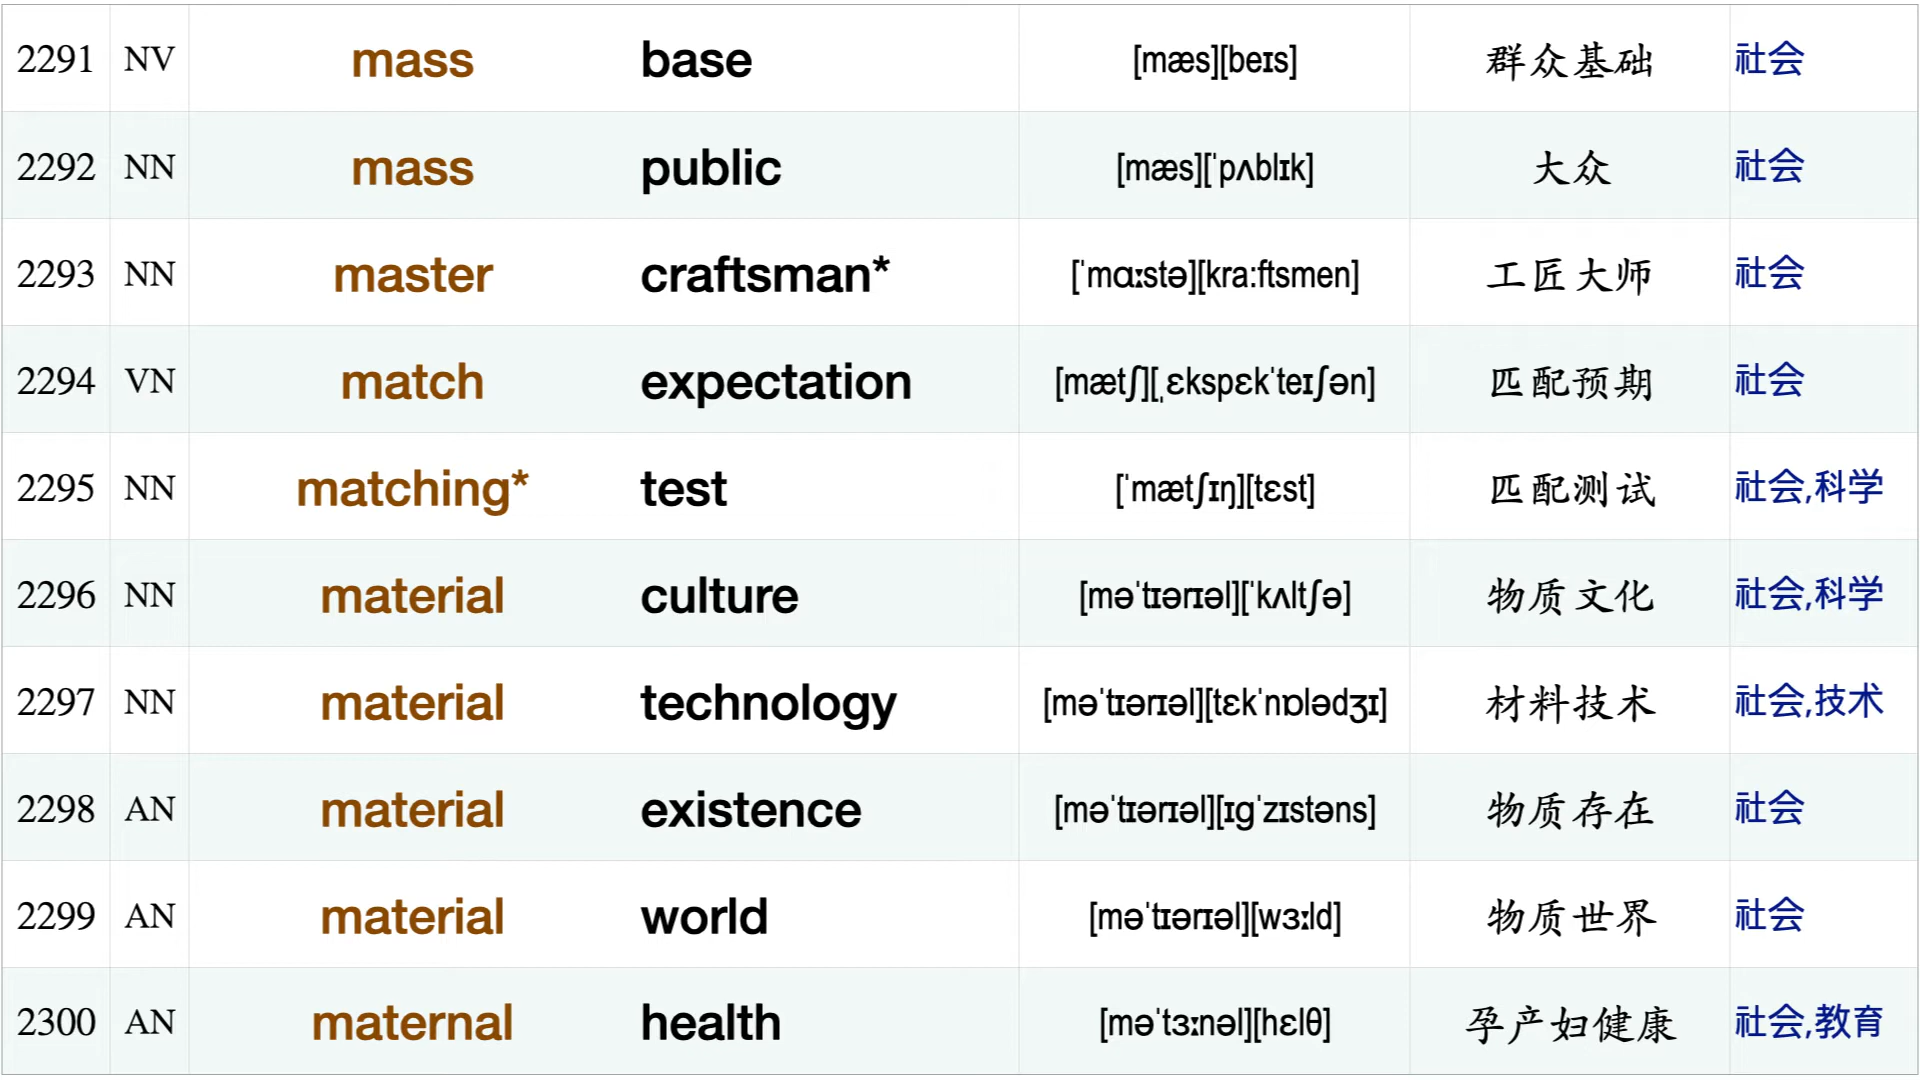 2291 NV mass base [mæs][beɪs] 群众基础 社会
2292 NN mass public [mæs][ˈpʌblɪk] 大众 社会
2293 NN master craftsman* [ˈmɑːstə][kra:ftsmen] 工匠大师 社会
2294 VN match expectation [mætʃ][ˌɛkspɛkˈteɪʃən] 匹配预期 社会
2295 NN matching* test [ˈmætʃɪŋ][tɛst] 匹配测试 社会,科学
2296 NN material culture [məˈtɪərɪəl][ˈkʌltʃə] 物质文化 社会,科学
2297 NN material technology [məˈtɪərɪəl][tɛkˈnɒlədʒɪ] 材料技术 社会,技术
2298 AN material existence [məˈtɪərɪəl][ɪgˈzɪstəns] 物质存在 社会
2299 AN material world [məˈtɪərɪəl][wɜːld] 物质世界 社会
2300 AN maternal health [məˈtɜːnəl][hɛlθ] 孕产妇健康 社会,教育